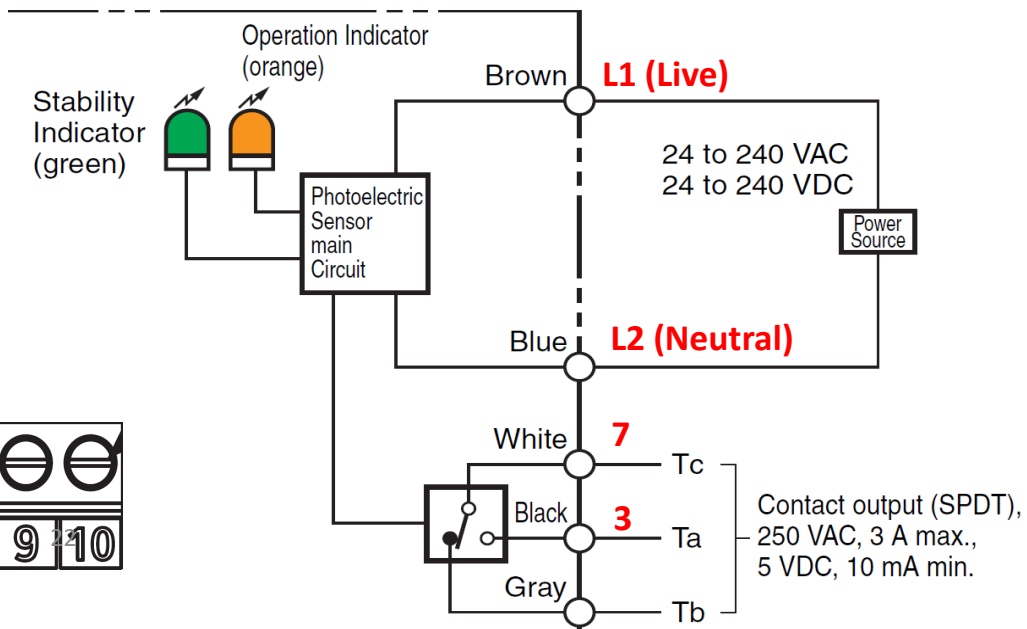 Operation Indicator
(orange)
Stability
Indicator
(green)
Brown
L1 (Live)
24 to 240 VAC
24 to 240 VDC
Photoelectric
Sensor
main
Circuit
Power
Source
Blue
L2 (Neutral)
White
7
Tc
Black
3
Ta
Contact output (SPDT),
250 VAC, 3 A max.,
5 VDC, 10 mA min.
Gray
Tb
9
22
10